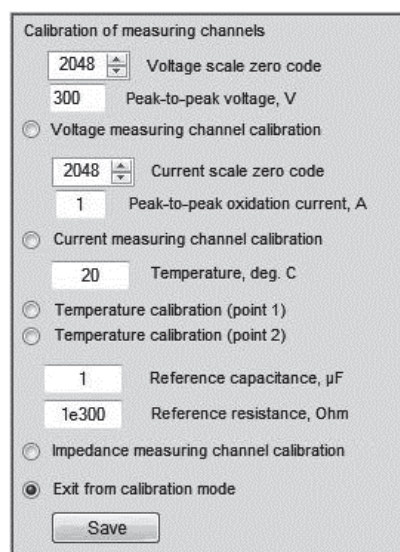 Calibration of measuring channels
2048 Voltage scale zero code
300 Peak-to-peak voltage, V
Voltage measuring channel calibration
2048 Current scale zero code
1 Peak-to-peak oxidation current, A
Current measuring channel calibration
20 Temperature, deg. C
Temperature calibration (point 1)
Temperature calibration (point 2)
1 Reference capacitance, µF
1e300 Reference resistance, Ohm
Impedance measuring channel calibration
Exit from calibration mode
Save